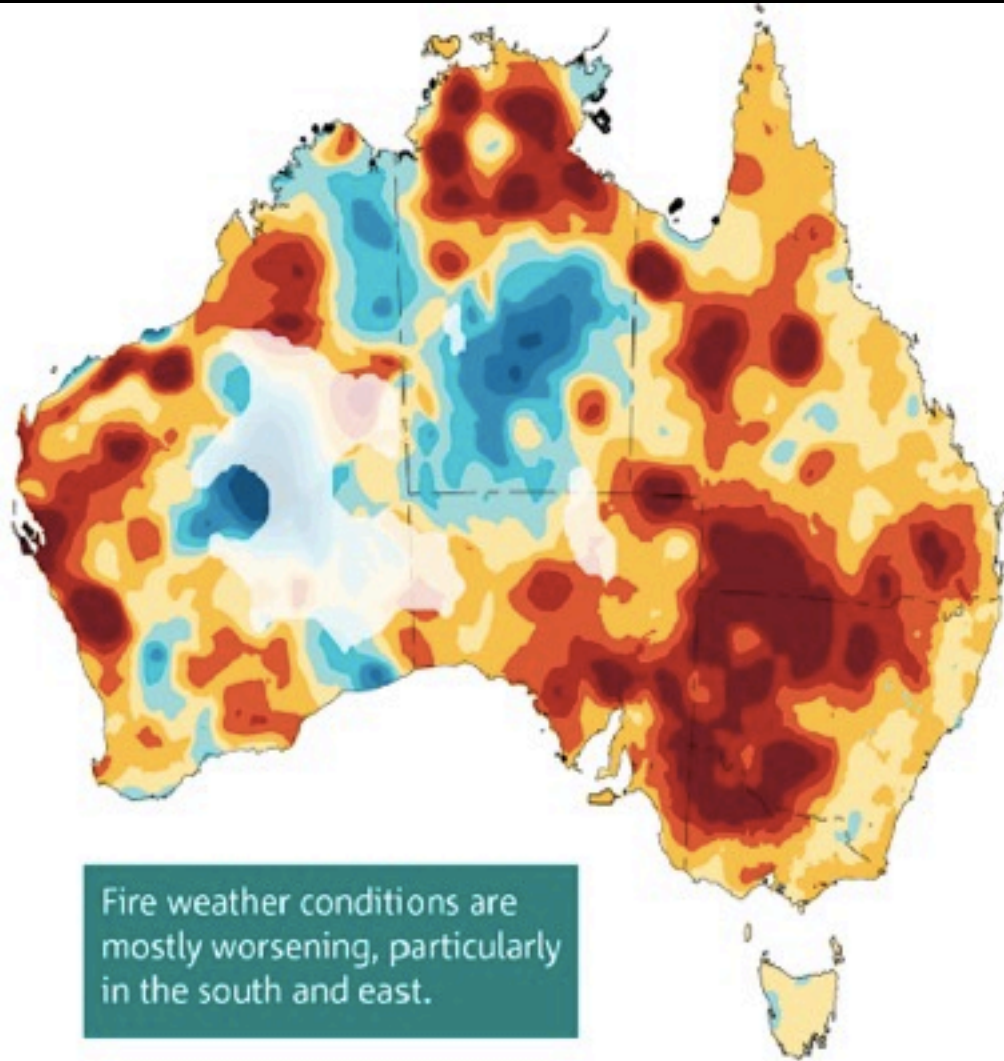 Fire weather conditions are
mostly worsening, particularly
in the south and east.